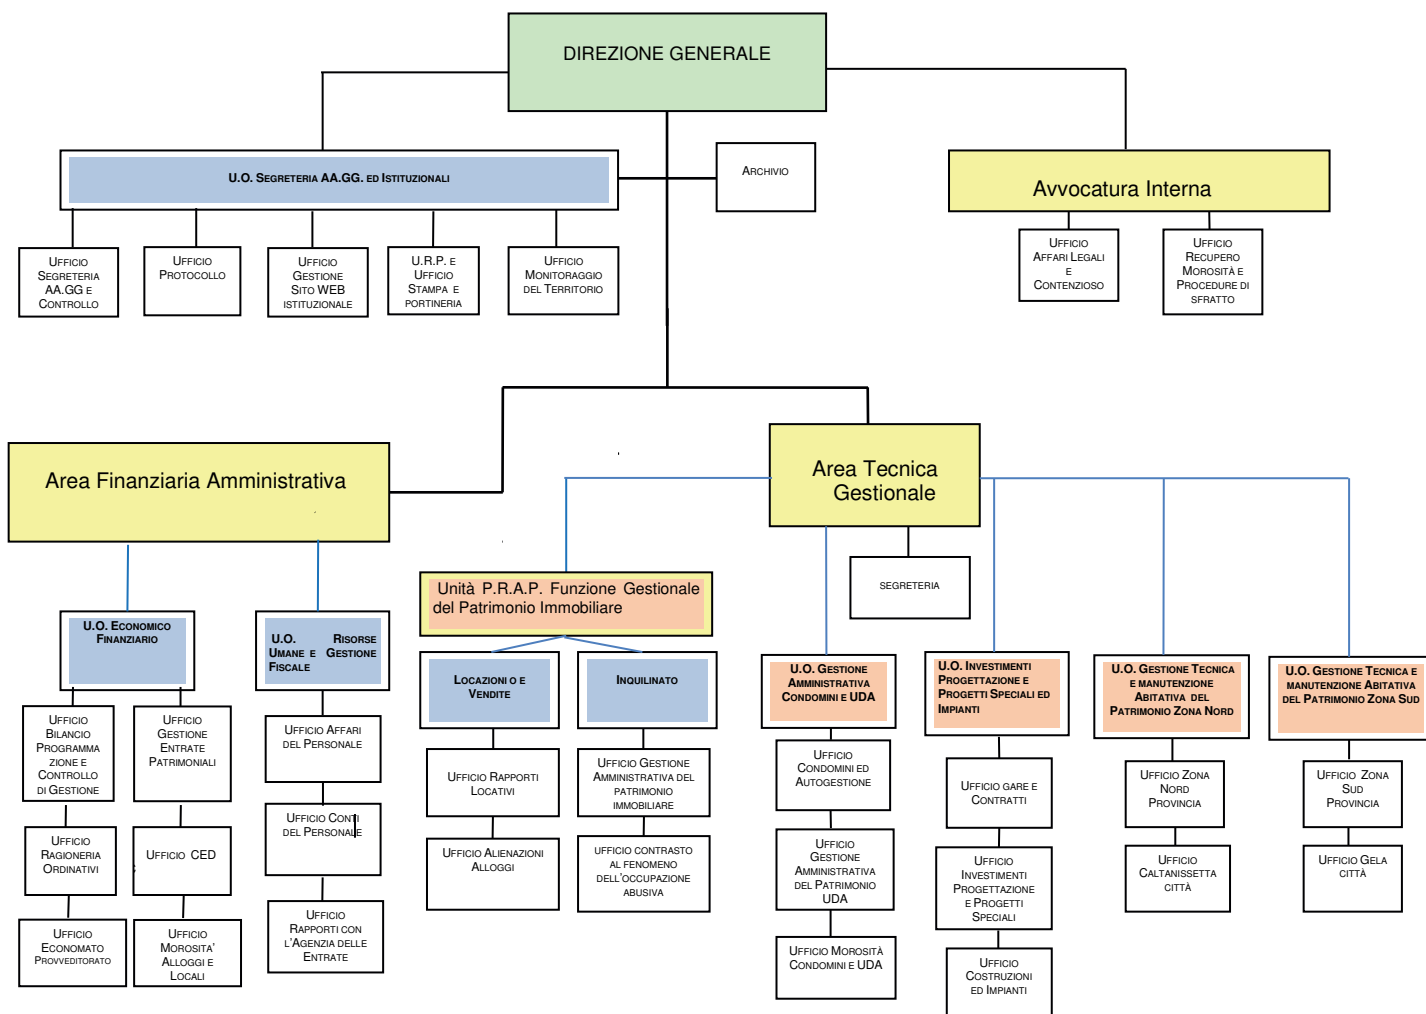 DIREZIONE GENERALE
U.O. SEGRETERIA AA.GG. ED ISTITUZIONALI
ARCHIVIO
Avvocatura Interna
UFFICIO
SEGRETERIA
AA.GG E
CONTROLLO
UFFICIO
PROTOCOLLO
UFFICIO
GESTIONE
SITO WEB
ISTITUZIONALE
U.R.P. E
UFFICIO
STAMPA E
PORTINERIA
UFFICIO
MONITORAGGIO
DEL TERRITORIO
UFFICIO
AFFARI LEGALI
E
CONTENZIOSO
UFFICIO
RECUPERO
MOROSITÀ E
PROCEDURE DI
SFRATTO
Area Finanziaria Amministrativa
Area Tecnica
Gestionale
SEGRETERIA
Unità P.R.A.P. Funzione Gestionale
del Patrimonio Immobiliare
U.O. ECONOMICO
FINANZIARIO
U.O. RISORSE
UMANE E GESTIONE
FISCALE
LOCAZIONI O E
VENDITE
INQUILINATO
U.O. GESTIONE
AMMINISTRATIVA
CONDOMINI E UDA
U.O. INVESTIMENTI
PROGETTAZIONE E
PROGETTI SPECIALI ED
IMPIANTI
U.O. GESTIONE TECNICA
E MANUTENZIONE
ABITATIVA DEL
PATRIMONIO ZONA NORD
U.O. GESTIONE TECNICA E
MANUTENZIONE ABITATIVA
DEL PATRIMONIO ZONA SUD
UFFICIO
BILANCIO
PROGRAMMA
ZIONE E
CONTROLLO
DI GESTIONE
UFFICIO
GESTIONE
ENTRATE
PATRIMONIALI
UFFICIO AFFARI
DEL PERSONALE
UFFICIO RAPPORTI
LOCATIVI
UFFICIO GESTIONE
AMMINISTRATIVA DEL
PATRIMONIO
IMMOBILIARE
UFFICIO
CONDOMINI ED
AUTOGESTIONE
UFFICIO GARE E
CONTRATTI
UFFICIO ZONA
NORD
PROVINCIA
UFFICIO ZONA
SUD
PROVINCIA
UFFICIO
RAGIONERIA
ORDINATIVI
UFFICIO CED
UFFICIO CONTI
DEL PERSONALE
UFFICIO ALIENAZIONI
ALLOGGI
UFFICIO CONTRASTO
AL FENOMENO
DELL'OCCUPAZIONE
ABUSIVA
UFFICIO
GESTIONE
AMMINISTRATIVA
DEL PATRIMONIO
UDA
UFFICIO
INVESTIMENTI
PROGETTAZIONE
E PROGETTI
SPECIALI
UFFICIO
CALTANISSETTA
CITTÀ
UFFICIO GELA
CITTÀ
UFFICIO
ECONOMATO
PROVVEDITORATO
UFFICIO
MOROSITA'
ALLOGGI E
LOCALI
UFFICIO
RAPPORTI CON
L'AGENZIA DELLE
ENTRATE
UFFICIO MOROSITÀ
CONDOMINI E UDA
UFFICIO
COSTRUZIONI
ED IMPIANTI